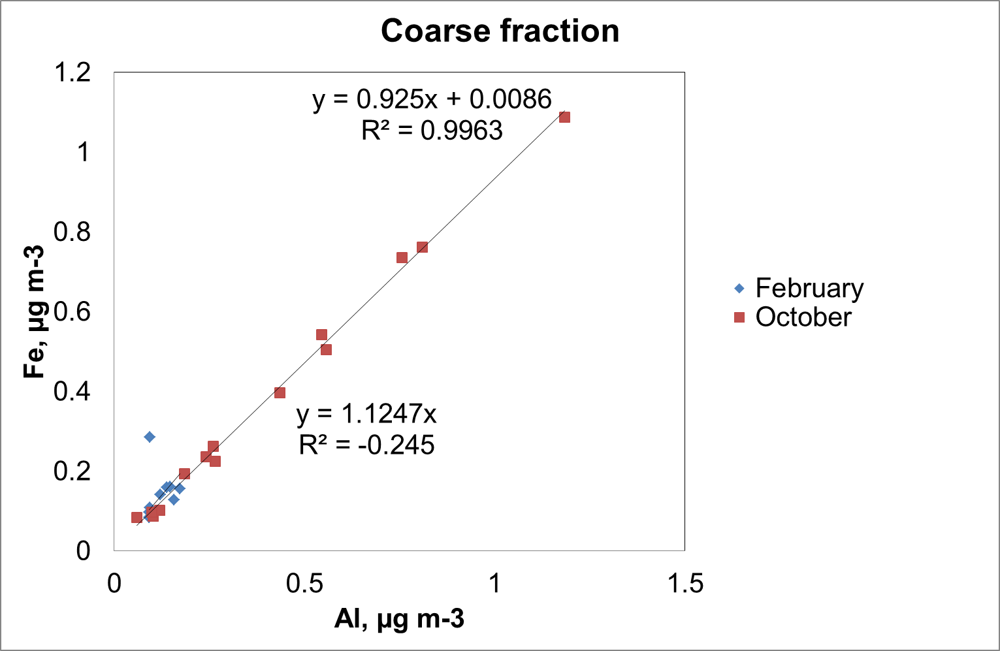 Coarse fraction
1.2
1
0.8
0.6
0.4
0.2
0
Fe, µg m-3
y = 0.925x + 0.0086
R² = 0.9963
y = 1.1247x
R² = -0.245
February
October
0 0.5 1 1.5
Al, µg m-3